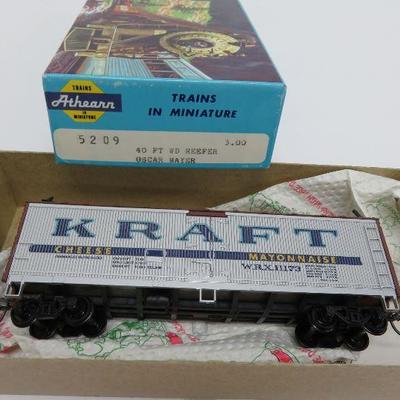 TRAINS
Athearn
IN MINIATURE
TRAINS
IN MINIATURE
5209 3.00
40 FT WD REEFER
OSCAR MAYER
KRAFT
CHEESE MAYONNAISE
WRX 11173